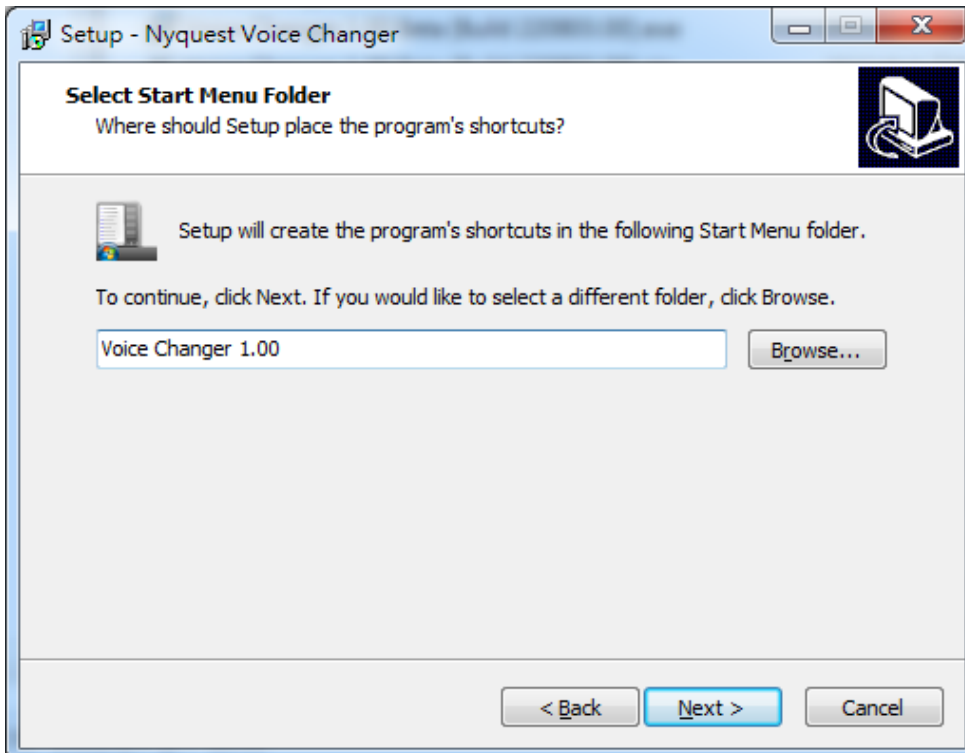 Setup - Nyquest Voice Changer
Select Start Menu Folder
Where should Setup place the program's shortcuts?
Setup will create the program's shortcuts in the following Start Menu folder.
To continue, click Next. If you would like to select a different folder, click Browse.
Voice Changer 1.00
Browse...
< Back
Next >
Cancel